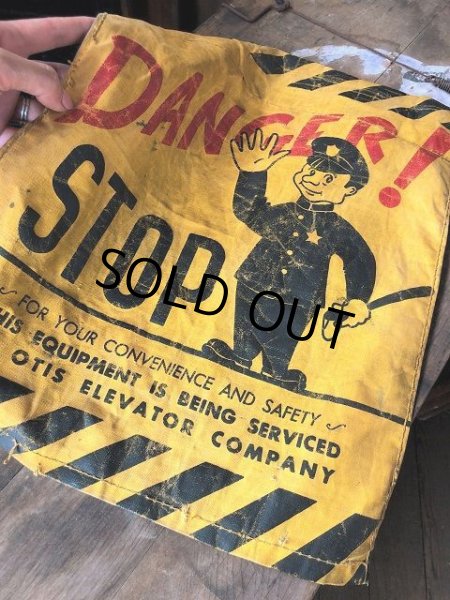 DANGER!
STOP
SOLD OUT
FOR YOUR CONVENIENCE AND SAFETY
THIS EQUIPMENT IS BEING SERVICED
OTIS ELEVATOR COMPANY